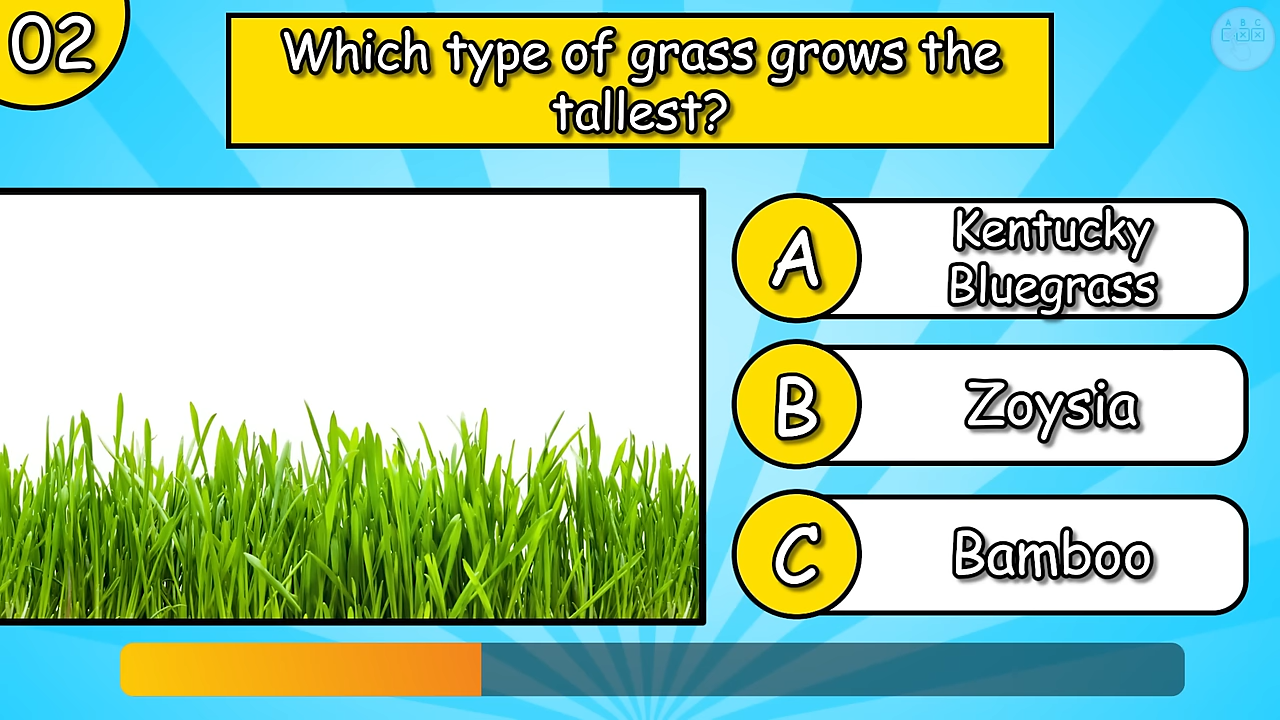 02
Which type of grass grows the
tallest?
A B C
A
Kentucky
Bluegrass
B
Zoysia
C
Bamboo